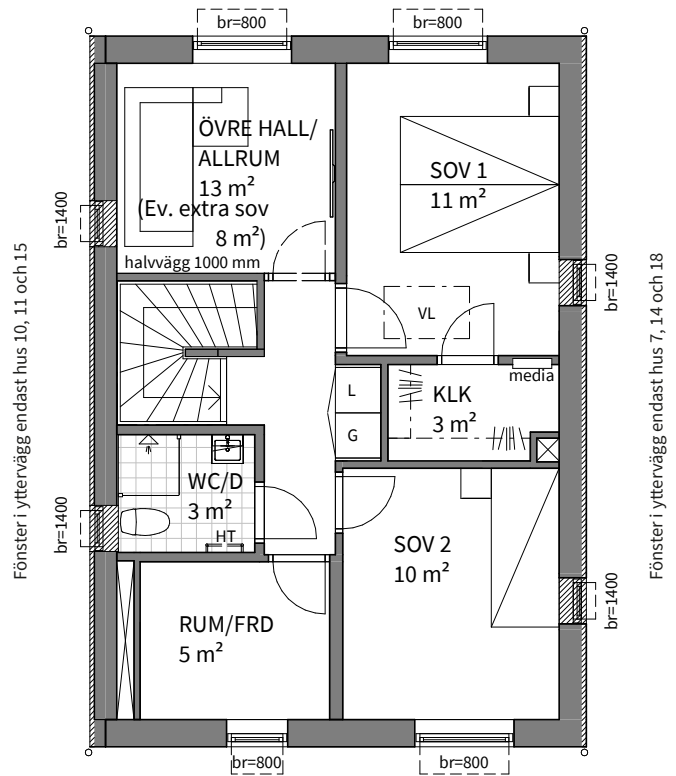 br=800
br=800
ÖVRE HALL/
ALLRUM
13 m²
(Ev. extra sov
8 m²)
halvvägg 1000 mm
SOV 1
11 m²
br=1400
br=1400
Fönster i yttervägg endast hus 10, 11 och 15
Fönster i yttervägg endast hus 7, 14 och 18
VL
media
L
G
KLK
3 m²
WC/D
3 m²
HT
br=1400
SOV 2
10 m²
br=1400
RUM/FRD
5 m²
br=800
br=800